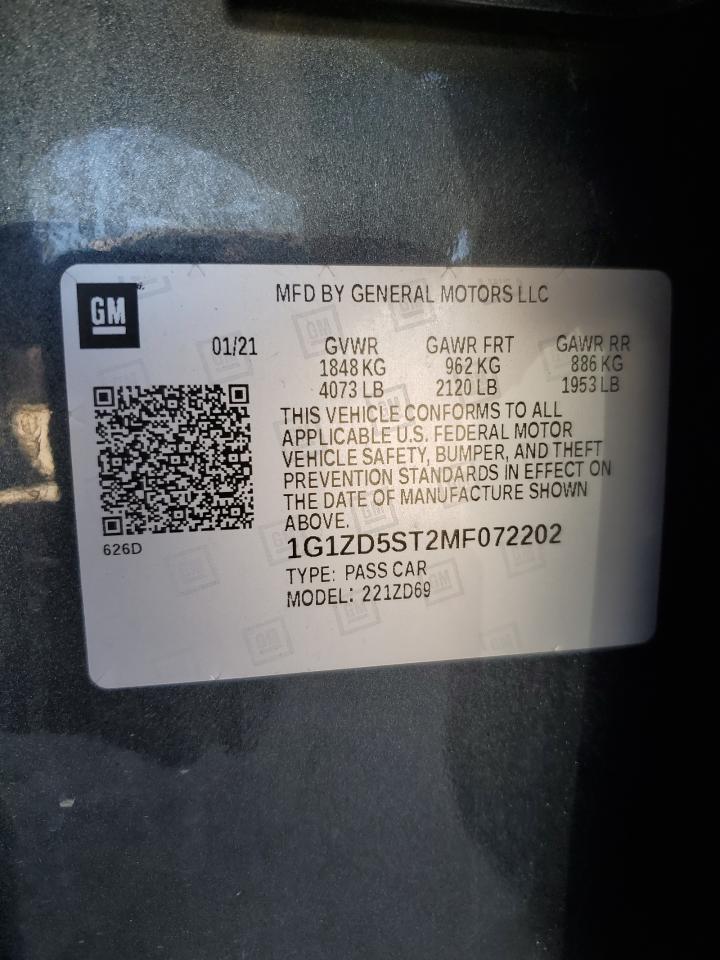 GM
MFD BY GENERAL MOTORS LLC
01/21 GVWR GAWR FRT GAWR RR
1848 KG 962 KG 886 KG
4073 LB 2120 LB 1953 LB
THIS VEHICLE CONFORMS TO ALL
APPLICABLE U.S. FEDERAL MOTOR
VEHICLE SAFETY, BUMPER, AND THEFT
PREVENTION STANDARDS IN EFFECT ON
THE DATE OF MANUFACTURE SHOWN
ABOVE.
626D
1G1ZD5ST2MF072202
TYPE: PASS CAR
MODEL: 221ZD69